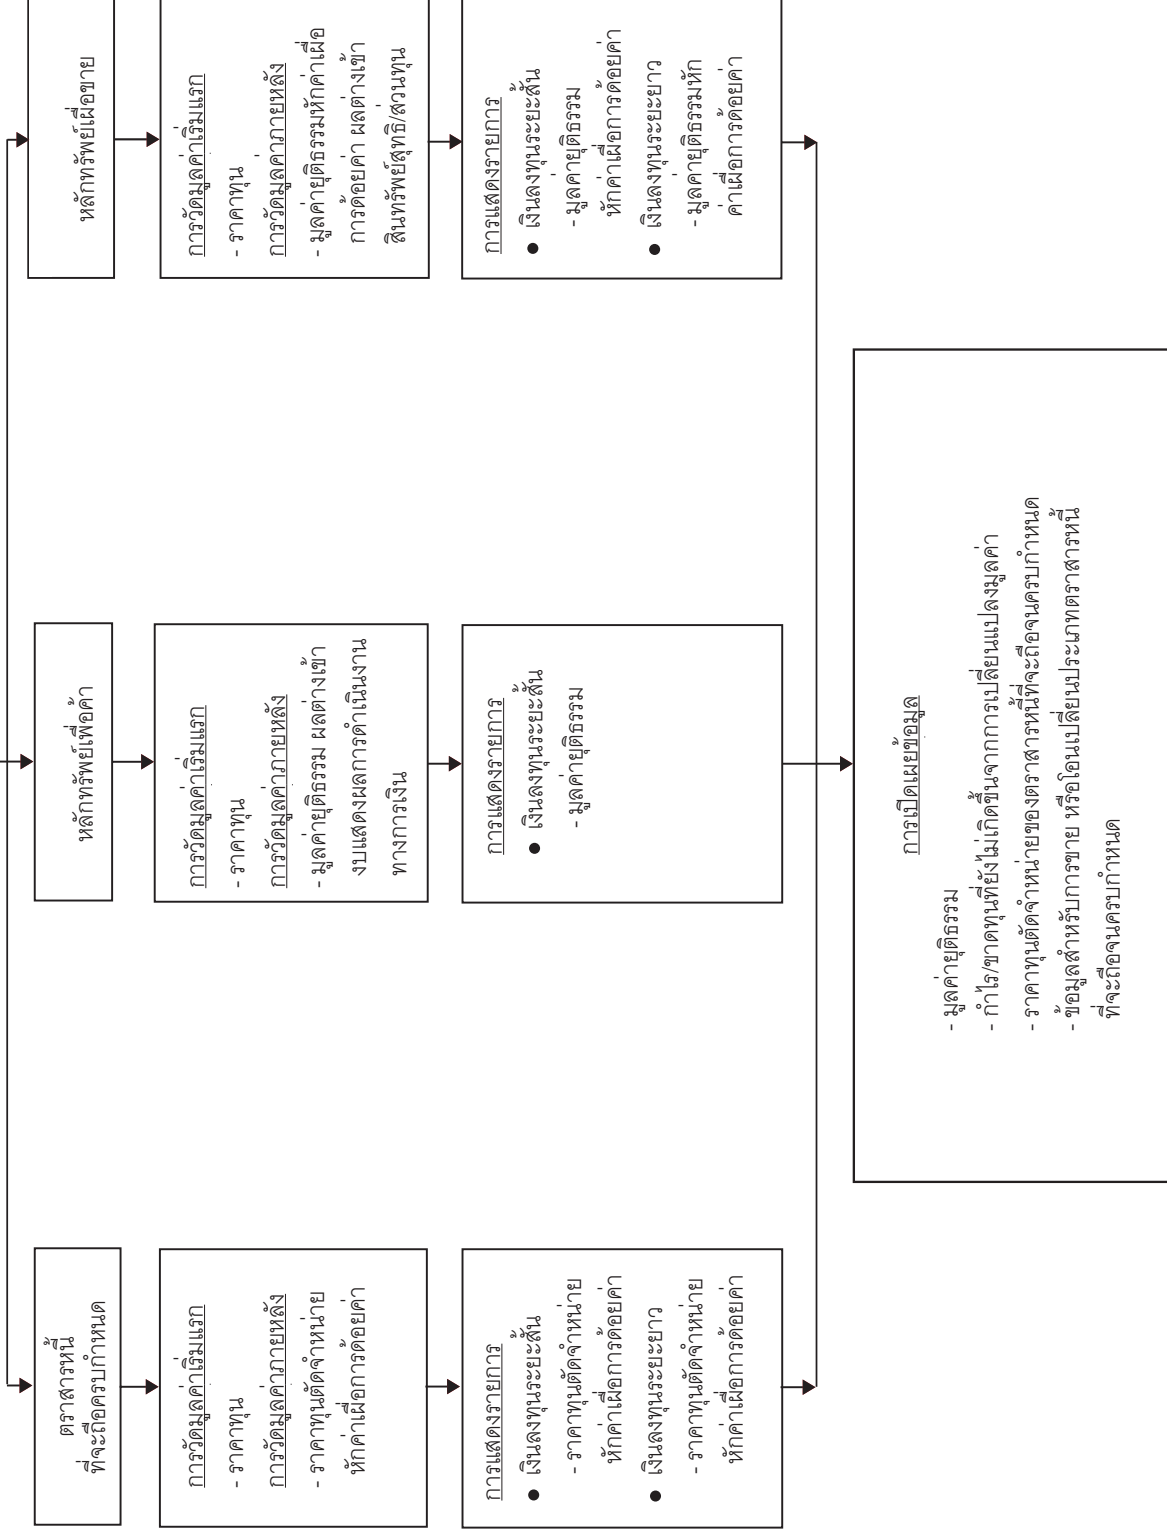 ตราสารหนี้
ที่จะถือครบกำหนด
หลักทรัพย์เพื่อค้า
หลักทรัพย์เผื่อขาย
การวัดมูลค่าเริ่มแรก
- ราคาทุน
การวัดมูลค่าภายหลัง
- ราคาทุนตัดจำหน่าย
หักค่าเผื่อการด้อยค่า
การวัดมูลค่าเริ่มแรก
- ราคาทุน
การวัดมูลค่าภายหลัง
- มูลค่ายุติธรรม ผลต่างเข้า
งบแสดงผลการดำเนินงาน
ทางการเงิน
การวัดมูลค่าเริ่มแรก
- ราคาทุน
การวัดมูลค่าภายหลัง
- มูลค่ายุติธรรมหักค่าเผื่อ
การด้อยค่า ผลต่างเข้า
สินทรัพย์สุทธิ/ส่วนทุน
การแสดงรายการ
● เงินลงทุนระยะสั้น
- ราคาทุนตัดจำหน่าย
หักค่าเผื่อการด้อยค่า
● เงินลงทุนระยะยาว
- ราคาทุนตัดจำหน่าย
หักค่าเผื่อการด้อยค่า
การแสดงรายการ
● เงินลงทุนระยะสั้น
- มูลค่ายุติธรรม
การแสดงรายการ
● เงินลงทุนระยะสั้น
- มูลค่ายุติธรรม
หักค่าเผื่อการด้อยค่า
● เงินลงทุนระยะยาว
- มูลค่ายุติธรรมหัก
ค่าเผื่อการด้อยค่า
การเปิดเผยข้อมูล
- มูลค่ายุติธรรม
- กำไร/ขาดทุนที่ยังไม่เกิดขึ้นจากการเปลี่ยนแปลงมูลค่า
- ราคาทุนตัดจำหน่ายของตราสารหนี้ที่จะถือจนครบกำหนด
- ข้อมูลสำหรับการขาย หรือโอนเปลี่ยนประเภทตราสารหนี้
ที่จะถือจนครบกำหนด